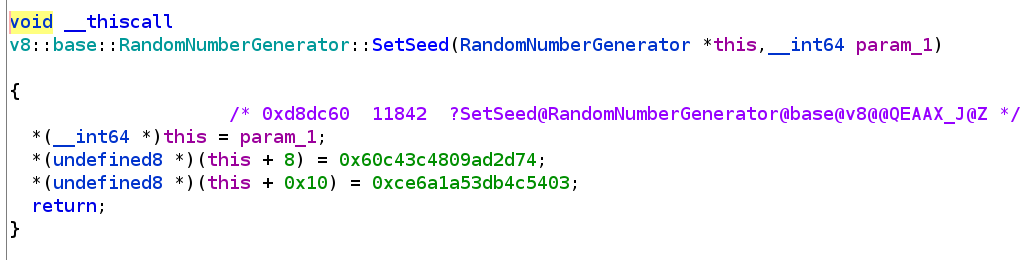 void __thiscall
v8::base::RandomNumberGenerator::SetSeed(RandomNumberGenerator *this,__int64 param_1)
{
/* 0xd8dc60  11842  ?SetSeed@RandomNumberGenerator@base@v8@@QEAAX_J@Z */
*(__int64 *)this = param_1;
*(undefined8 *)(this + 8) = 0x60c43c4809ad2d74;
*(undefined8 *)(this + 0x10) = 0xce6a1a53db4c5403;
return;
}